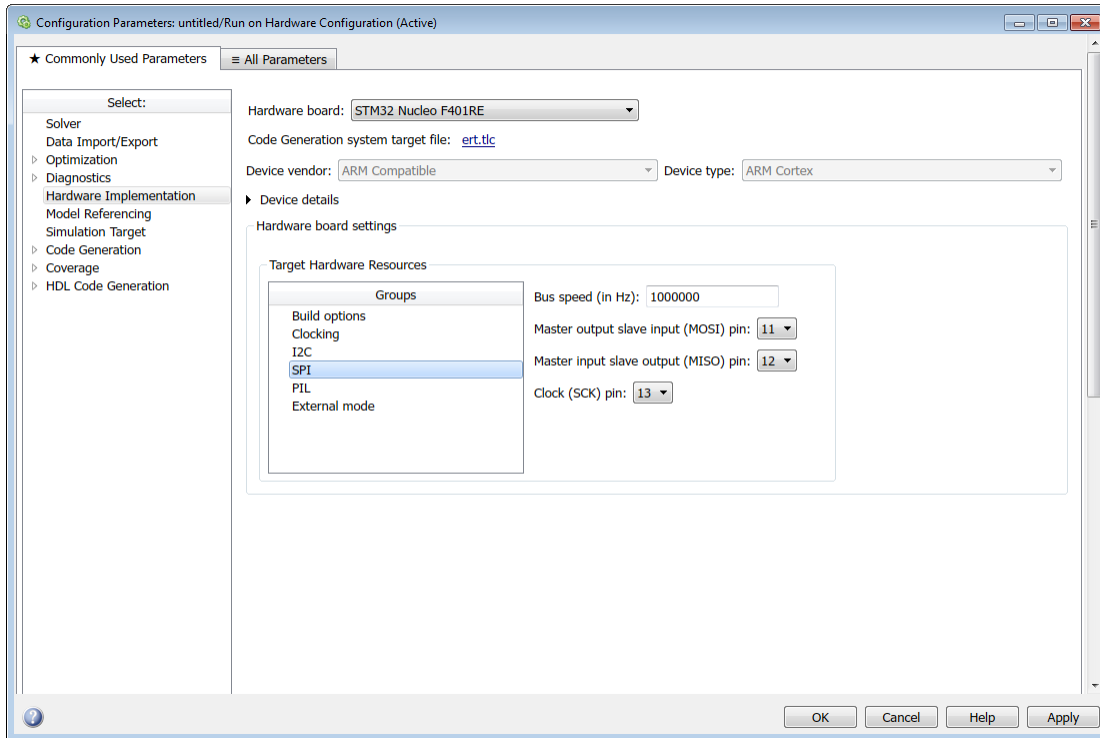 Configuration Parameters: untitled/Run on Hardware Configuration (Active)
★ Commonly Used Parameters
≡ All Parameters
Select:
Solver
Data Import/Export
Optimization
Diagnostics
Hardware Implementation
Model Referencing
Simulation Target
Code Generation
Coverage
HDL Code Generation
Hardware board: STM32 Nucleo F401RE
Code Generation system target file: ert.tlc
Device vendor: ARM Compatible Device type: ARM Cortex
Device details
Hardware board settings
Target Hardware Resources
Groups
Build options
Clocking
I2C
SPI
PIL
External mode
Bus speed (in Hz): 1000000
Master output slave input (MOSI) pin: 11
Master input slave output (MISO) pin: 12
Clock (SCK) pin: 13
? OK Cancel Help Apply